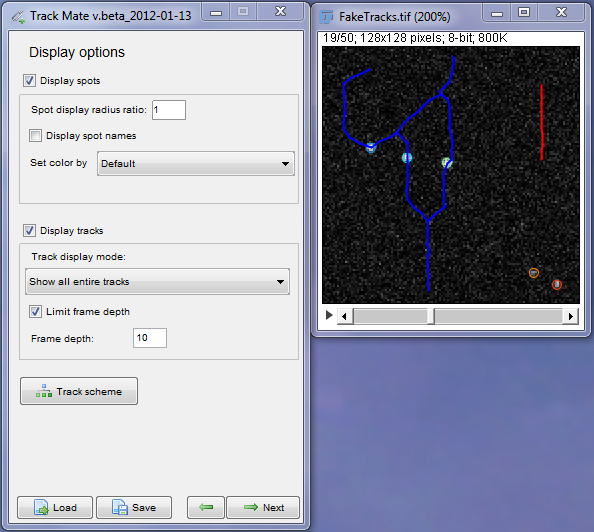 Track Mate v.beta_2012-01-13
Display options
Display spots
Spot display radius ratio: 1
Display spot names
Set color by Default
Display tracks
Track display mode:
Show all entire tracks
Limit frame depth
Frame depth: 10
Track scheme
Load Save Next
FakeTracks.tif (200%)
19/50; 128x128 pixels; 8-bit; 800K